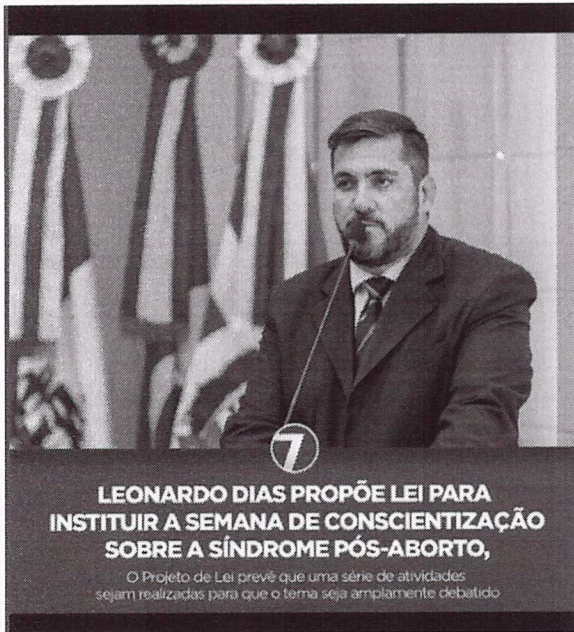 7
LEONARDO DIAS PROPÕE LEI PARA
INSTITUIR A SEMANA DE CONSCIENTIZAÇÃO
SOBRE A SÍNDROME PÓS-ABORTO,
O Projeto de Lei prevê que uma série de atividades
sejam realizadas para que o tema seja amplamente debatido